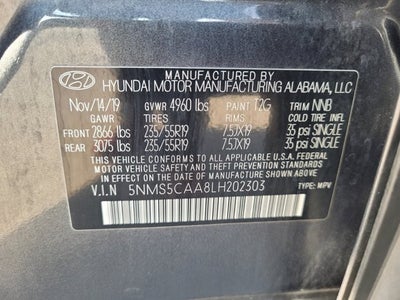 MANUFACTURED BY
HYUNDAI MOTOR MANUFACTURING ALABAMA, LLC
Nov/14/19 GVWR 4960 lbs PAINT T2G TRIM NNB
GAWR TIRES RIMS COLD TIRE INFL
FRONT 2866 lbs 235/55R19 7.5JX19 35 psi SINGLE
REAR 3075 lbs 235/55R19 7.5JX19 35 psi SINGLE
THIS VEHICLE CONFORMS TO ALL APPLICABLE U.S. FEDERAL MOTOR
VEHICLE SAFETY AND THEFT PREVENTION STANDARDS
IN EFFECT ON THE DATE OF MANUFACTURE SHOWN ABOVE.
V.I.N 5NMS5CAA8LH202303 TYPE: MPV